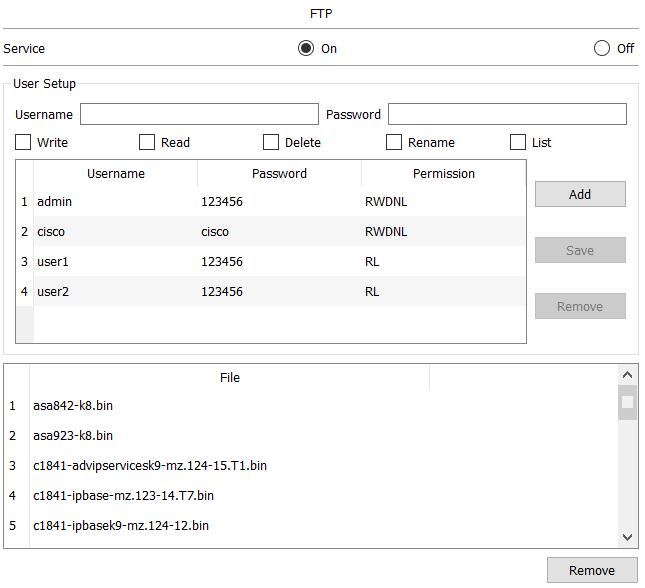 FTP
Service On Off
User Setup
Username Password
Write Read Delete Rename List
Username Password Permission
1 admin 123456 RWDNL
2 cisco cisco RWDNL
3 user1 123456 RL
4 user2 123456 RL
Add
Save
Remove
File
1 asa842-k8.bin
2 asa923-k8.bin
3 c1841-advipservicesk9-mz.124-15.T1.bin
4 c1841-ipbase-mz.123-14.T7.bin
5 c1841-ipbasek9-mz.124-12.bin
Remove